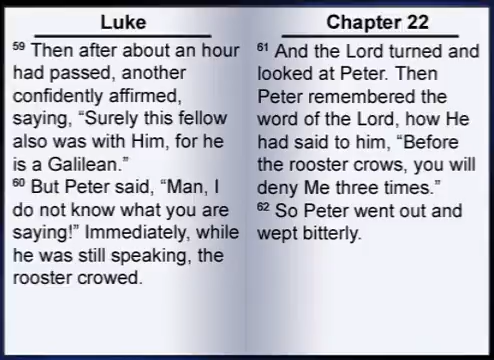 Luke
59 Then after about an hour
had passed, another
confidently affirmed,
saying, “Surely this fellow
also was with Him, for he
is a Galilean.”
60 But Peter said, “Man, I
do not know what you are
saying!” Immediately, while
he was still speaking, the
rooster crowed.
Chapter 22
61 And the Lord turned and
looked at Peter. Then
Peter remembered the
word of the Lord, how He
had said to him, “Before
the rooster crows, you will
deny Me three times.”
62 So Peter went out and
wept bitterly.